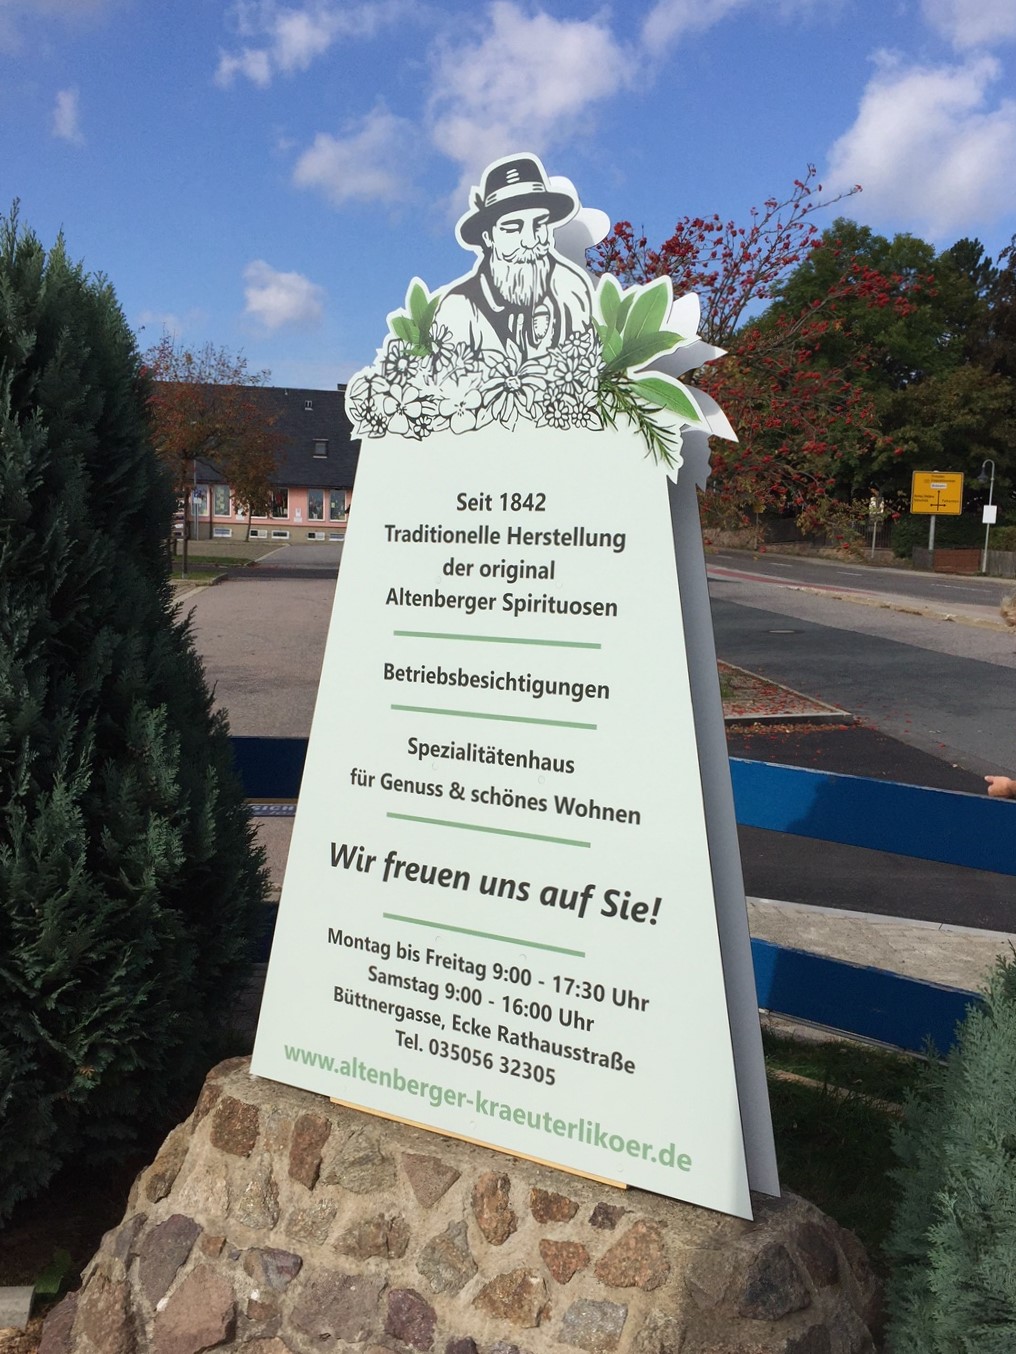 Seit 1842
Traditionelle Herstellung
der original
Altenberger Spirituosen
Betriebsbesichtigungen
Spezialitätenhaus
für Genuss & schönes Wohnen
Wir freuen uns auf Sie!
Montag bis Freitag 9:00 - 17:30 Uhr
Samstag 9:00 - 16:00 Uhr
Büttnergasse, Ecke Rathausstraße
Tel. 035056 32305
www.altenberger-kraeuterlikoer.de